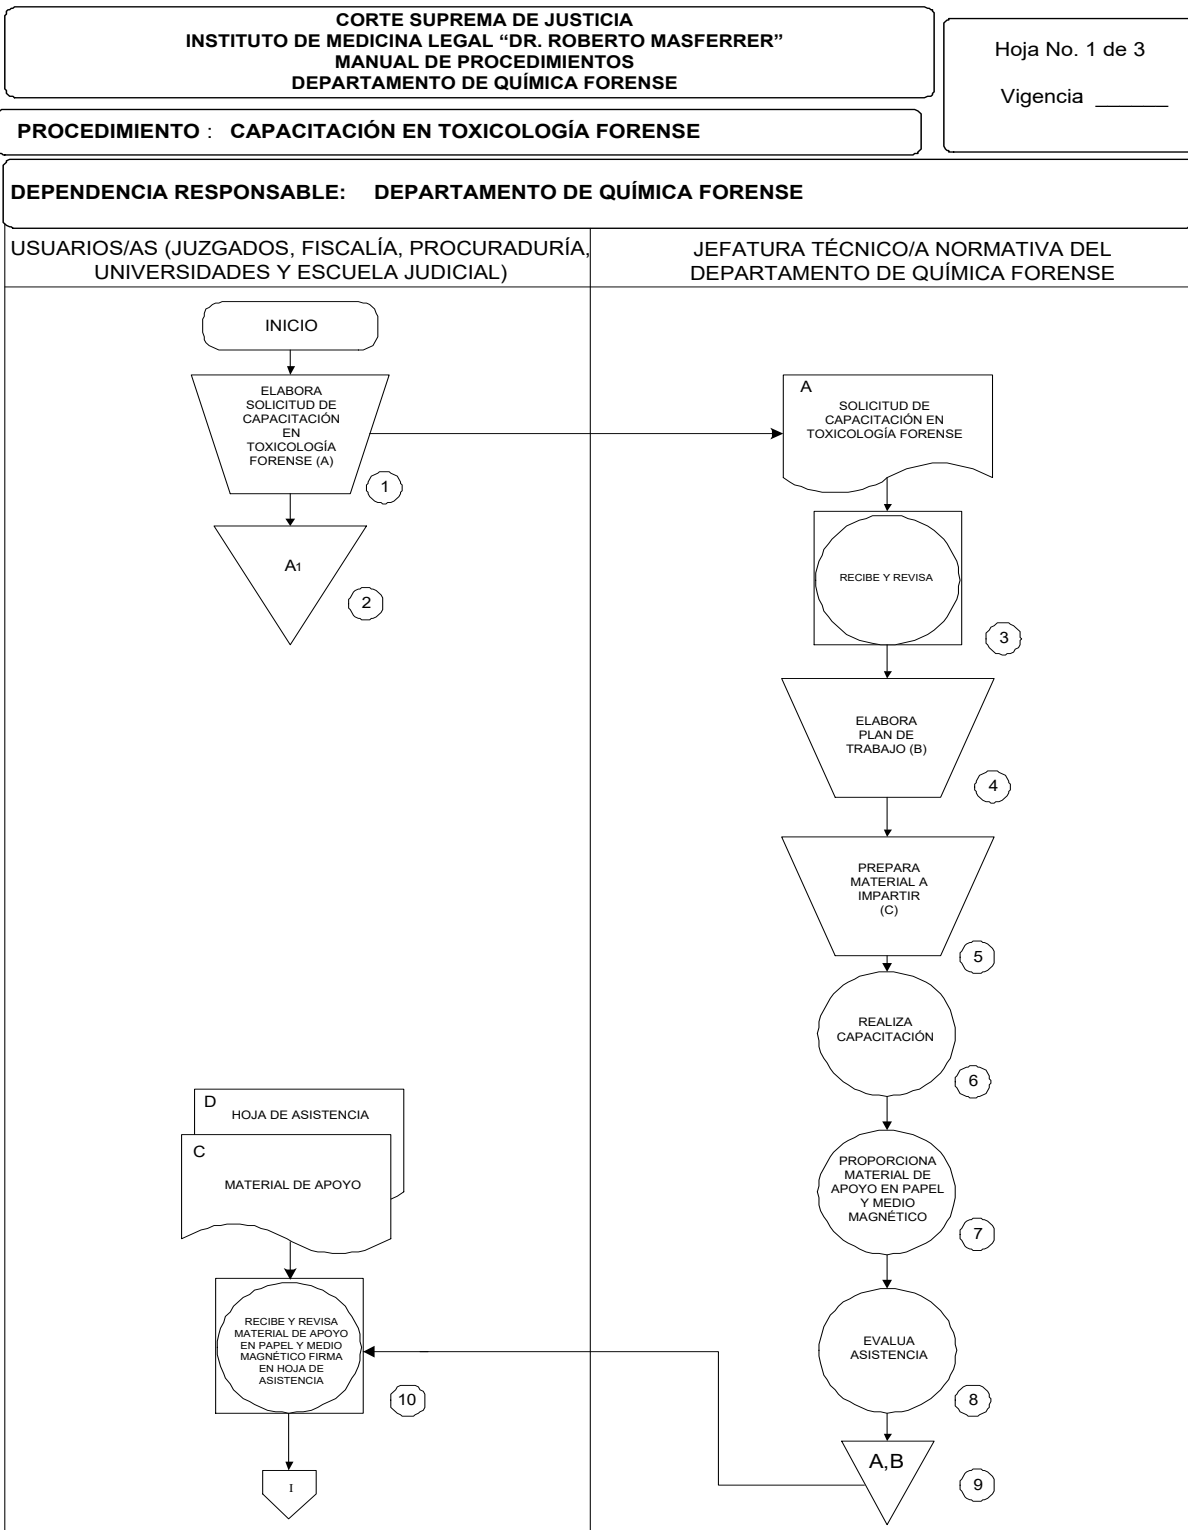 CORTE SUPREMA DE JUSTICIA
INSTITUTO DE MEDICINA LEGAL “DR. ROBERTO MASFERRER”
MANUAL DE PROCEDIMIENTOS
DEPARTAMENTO DE QUÍMICA FORENSE
Hoja No. 1 de 3
Vigencia ______
PROCEDIMIENTO : CAPACITACIÓN EN TOXICOLOGÍA FORENSE
DEPENDENCIA RESPONSABLE: DEPARTAMENTO DE QUÍMICA FORENSE
USUARIOS/AS (JUZGADOS, FISCALÍA, PROCURADURÍA,
UNIVERSIDADES Y ESCUELA JUDICIAL)
JEFATURA TÉCNICO/A NORMATIVA DEL
DEPARTAMENTO DE QUÍMICA FORENSE
INICIO
ELABORA
SOLICITUD DE
CAPACITACIÓN
EN
TOXICOLOGÍA
FORENSE (A)
1
A1
2
A
SOLICITUD DE
CAPACITACIÓN EN
TOXICOLOGÍA FORENSE
RECIBE Y REVISA
3
ELABORA
PLAN DE
TRABAJO (B)
4
PREPARA
MATERIAL A
IMPARTIR
(C)
5
REALIZA
CAPACITACIÓN
6
PROPORCIONA
MATERIAL DE
APOYO EN PAPEL
Y MEDIO
MAGNÉTICO
7
EVALUA
ASISTENCIA
8
A,B
9
D
HOJA DE ASISTENCIA
C
MATERIAL DE APOYO
RECIBE Y REVISA
MATERIAL DE APOYO
EN PAPEL Y MEDIO
MAGNÉTICO FIRMA
EN HOJA DE
ASISTENCIA
10
I